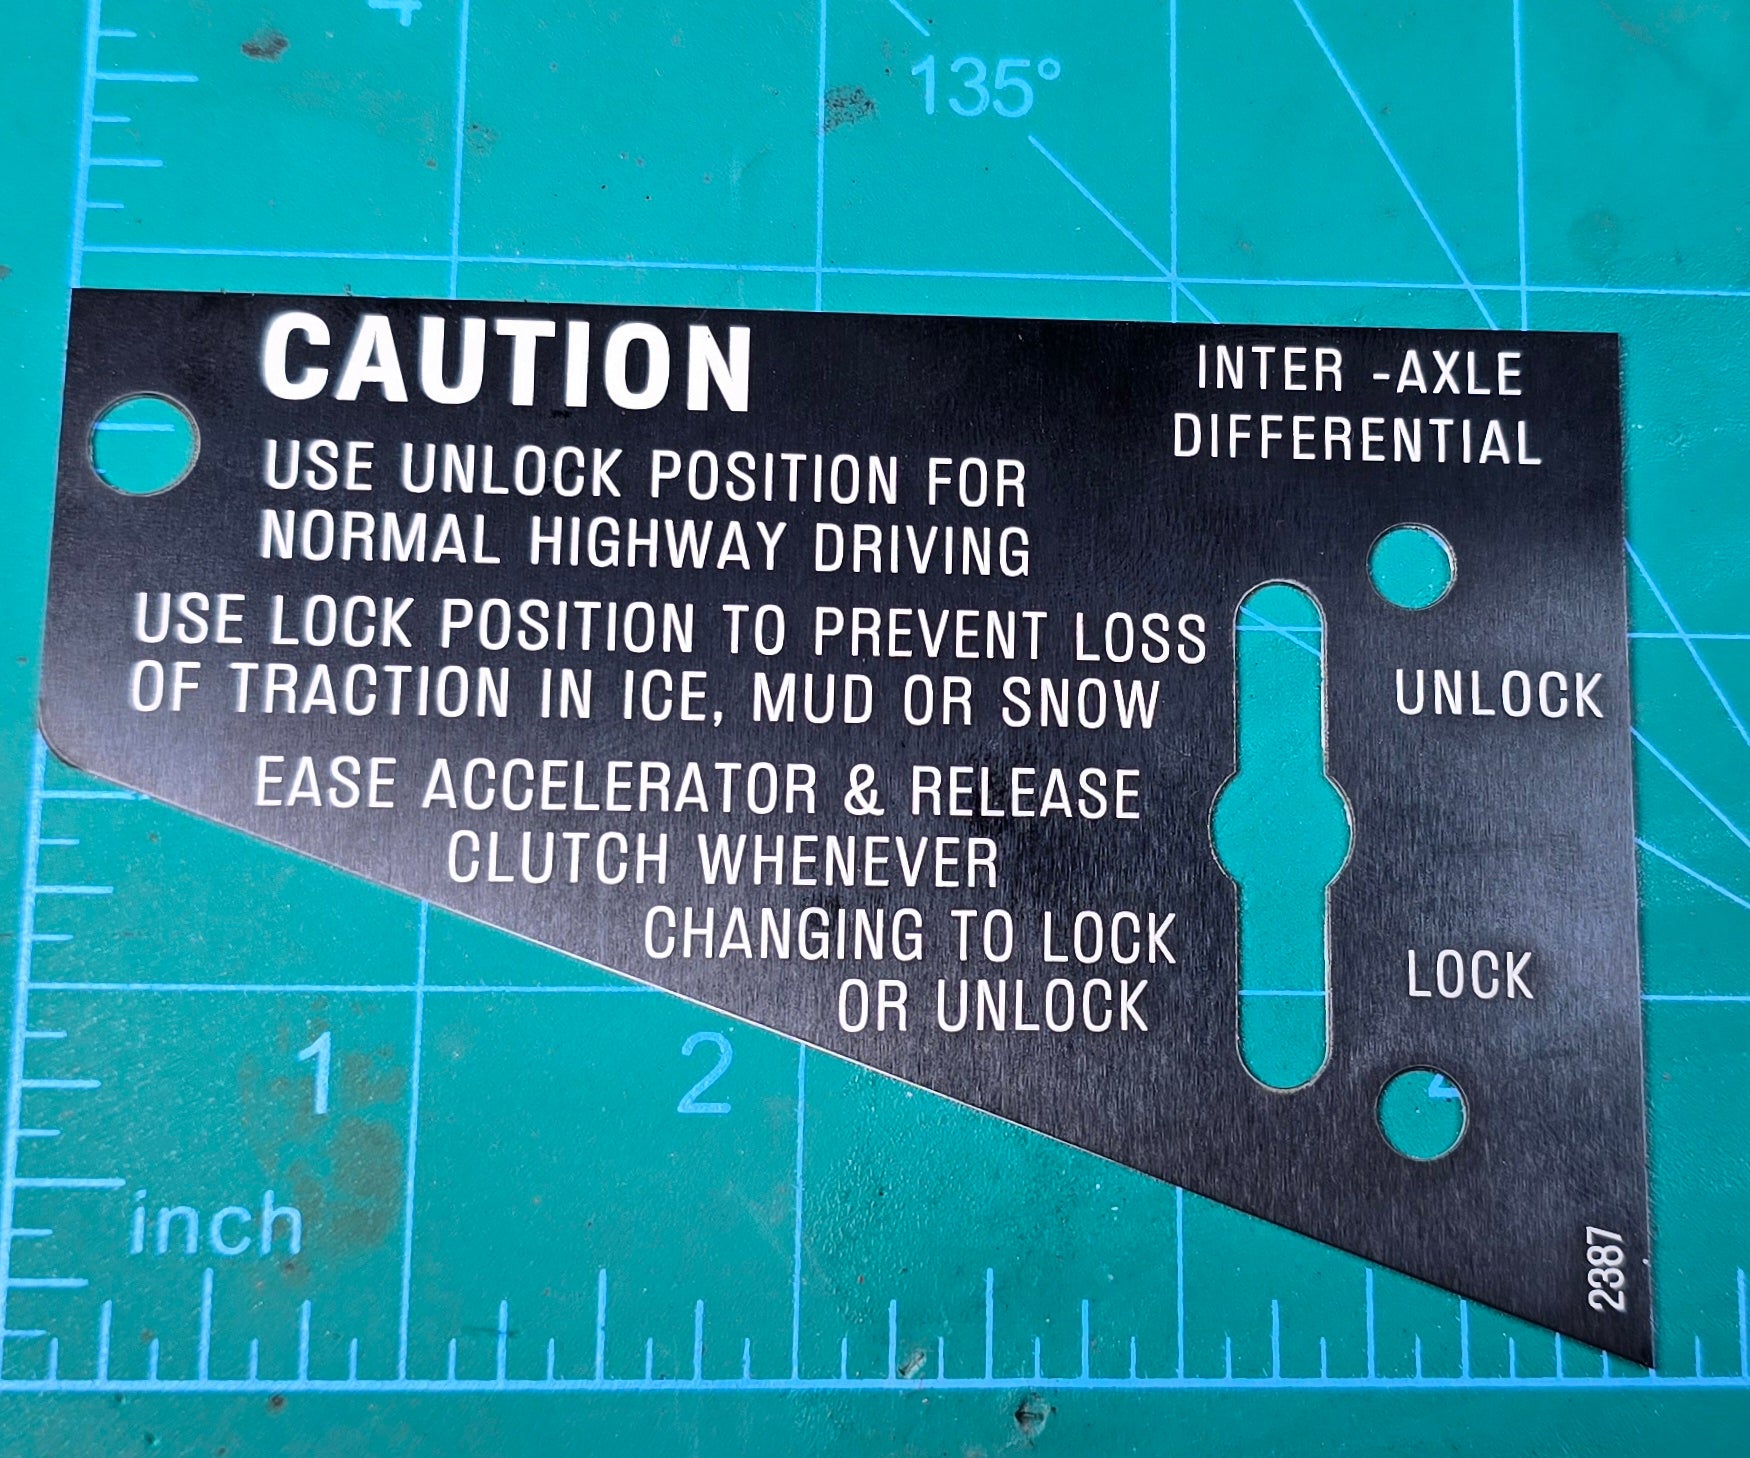 135°
CAUTION
USE UNLOCK POSITION FOR
NORMAL HIGHWAY DRIVING
USE LOCK POSITION TO PREVENT LOSS
OF TRACTION IN ICE, MUD OR SNOW
EASE ACCELERATOR & RELEASE
CLUTCH WHENEVER
CHANGING TO LOCK
OR UNLOCK
INTER -AXLE
DIFFERENTIAL
UNLOCK
LOCK
2387
1
2
inch